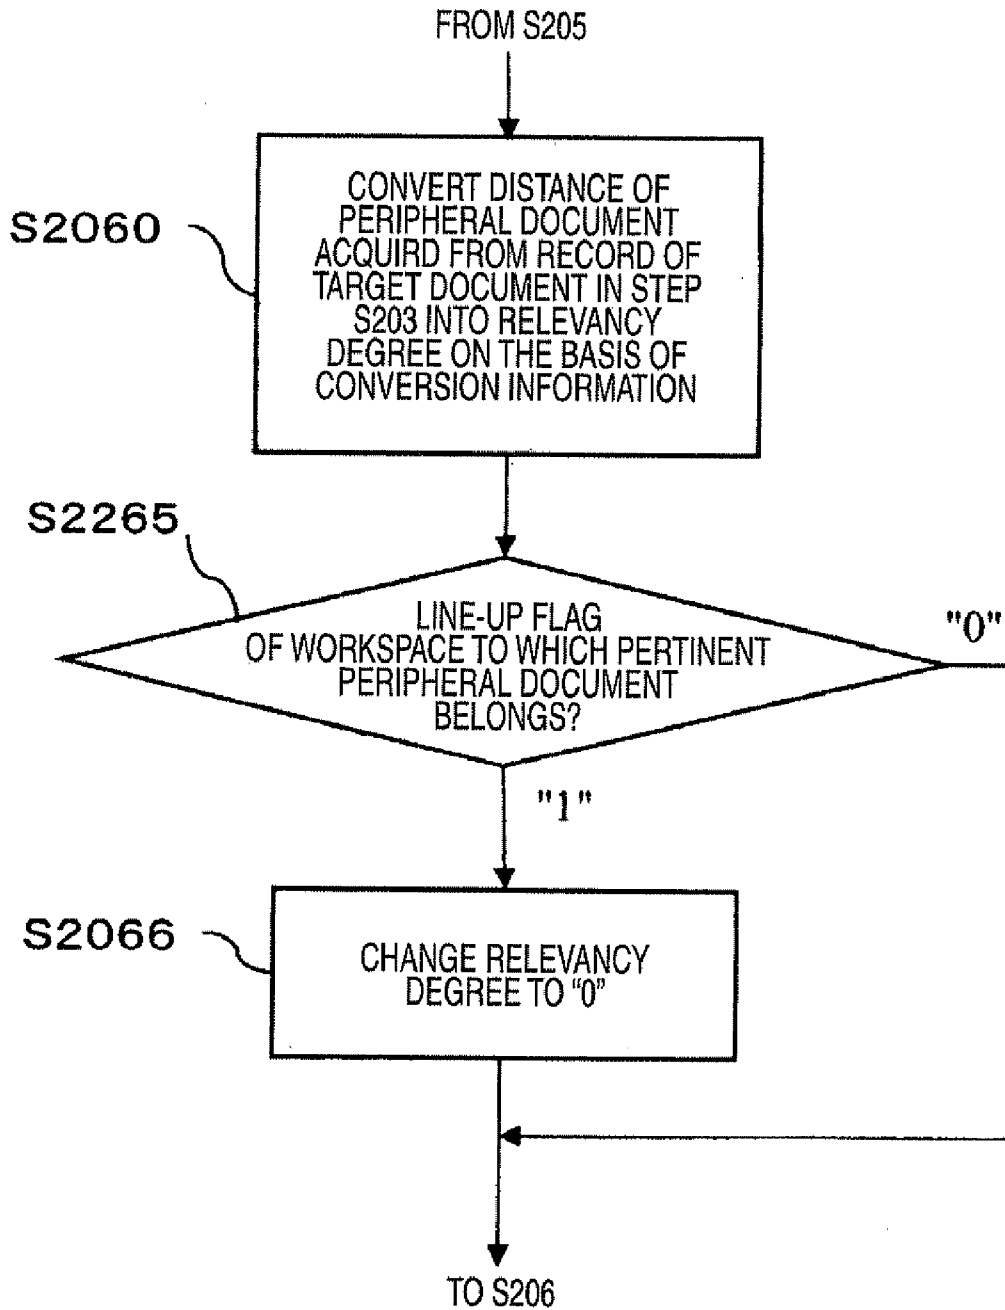 FROM S205
S2060
CONVERT DISTANCE OF
PERIPHERAL DOCUMENT
ACQUIRD FROM RECORD OF
TARGET DOCUMENT IN STEP
S203 INTO RELEVANCY
DEGREE ON THE BASIS OF
CONVERSION INFORMATION
S2265
LINE-UP FLAG
OF WORKSPACE TO WHICH PERTINENT
PERIPHERAL DOCUMENT
BELONGS?
"0"
"1"
S2066
CHANGE RELEVANCY
DEGREE TO “0”
TO S206